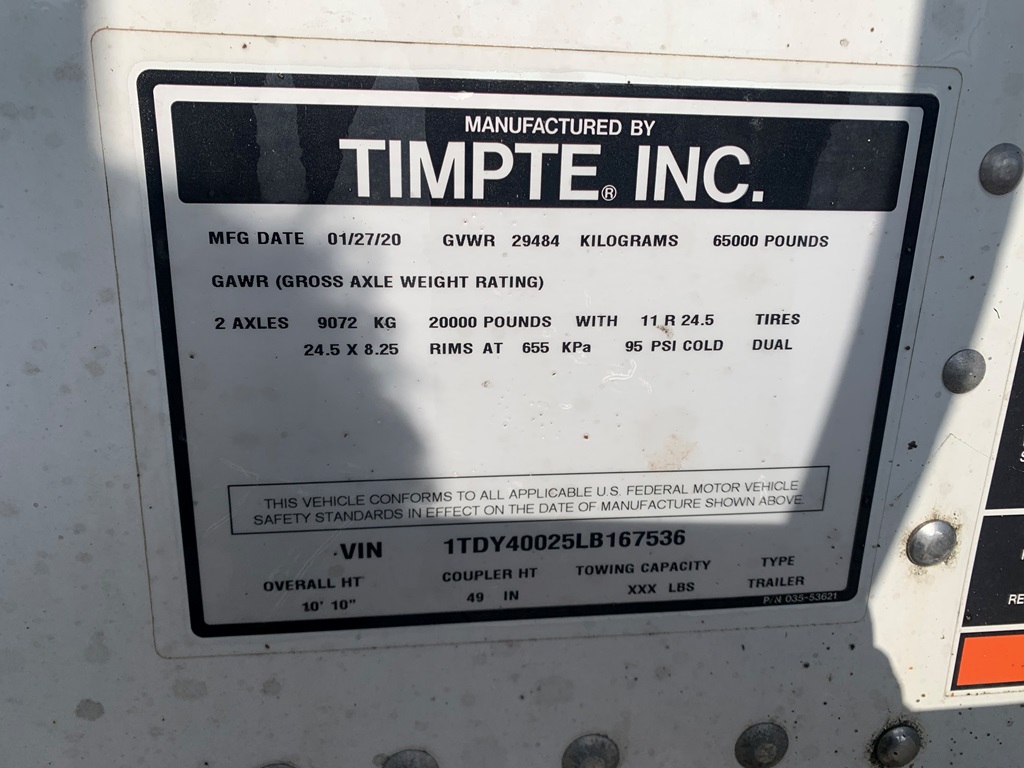 MANUFACTURED BY
TIMPTE® INC.
MFG DATE 01/27/20 GVWR 29484 KILOGRAMS 65000 POUNDS
GAWR (GROSS AXLE WEIGHT RATING)
2 AXLES 9072 KG 20000 POUNDS WITH 11 R 24.5 TIRES
24.5 X 8.25 RIMS AT 655 KPa 95 PSI COLD DUAL
THIS VEHICLE CONFORMS TO ALL APPLICABLE U.S. FEDERAL MOTOR VEHICLE
SAFETY STANDARDS IN EFFECT ON THE DATE OF MANUFACTURE SHOWN ABOVE.
VIN 1TDY40025LB167536
OVERALL HT COUPLER HT TOWING CAPACITY TYPE
10' 10" 49 IN XXX LBS TRAILER
P/N 035-53621
RE